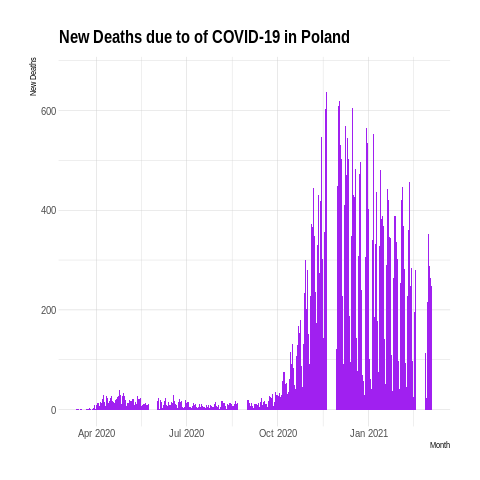 New Deaths due to of COVID-19 in Poland
New Deaths
600
400
200
0
Apr 2020 Jul 2020 Oct 2020 Jan 2021
Month